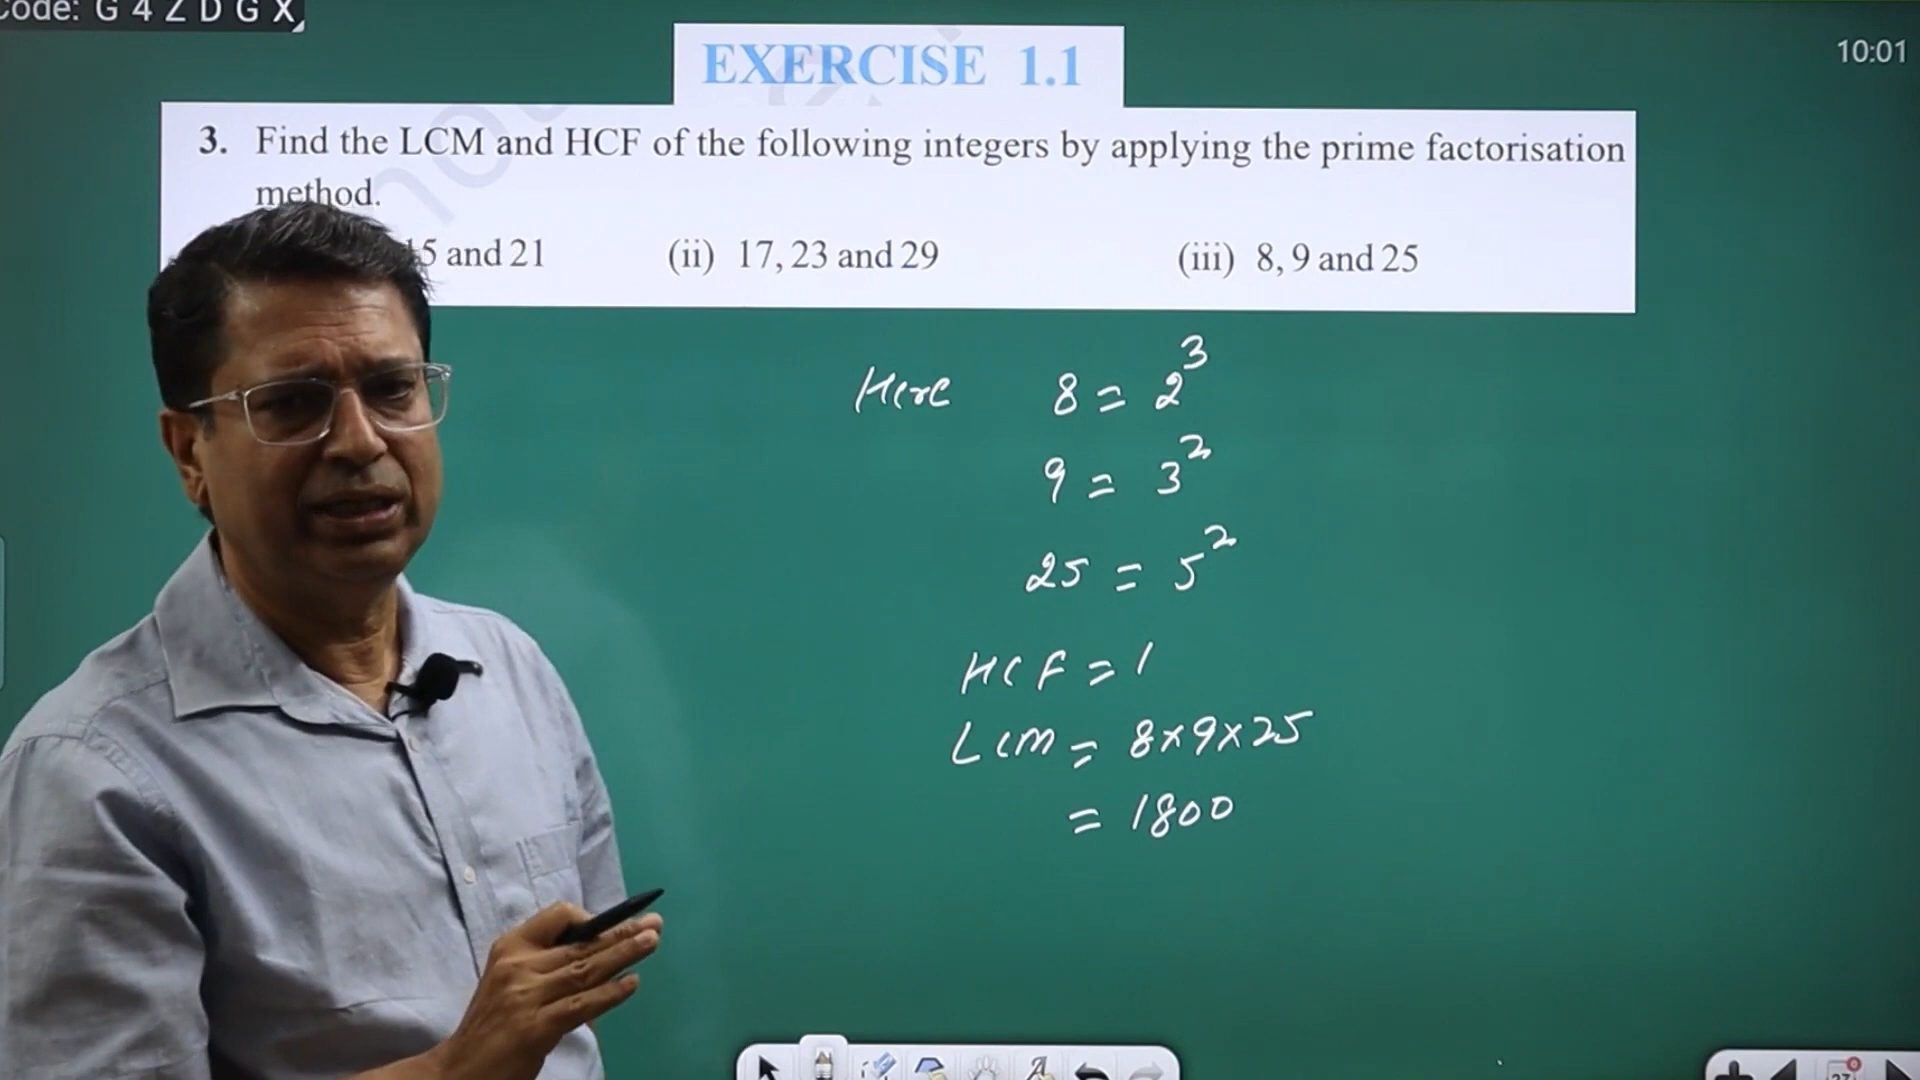 Code: G 4 Z D G X
10:01
EXERCISE 1.1
3. Find the LCM and HCF of the following integers by applying the prime factorisation
method.
15 and 21 (ii) 17, 23 and 29 (iii) 8, 9 and 25
Here 8 = 2³
9 = 3²
25 = 5²
HCF = 1
LCM = 8×9×25
= 1800